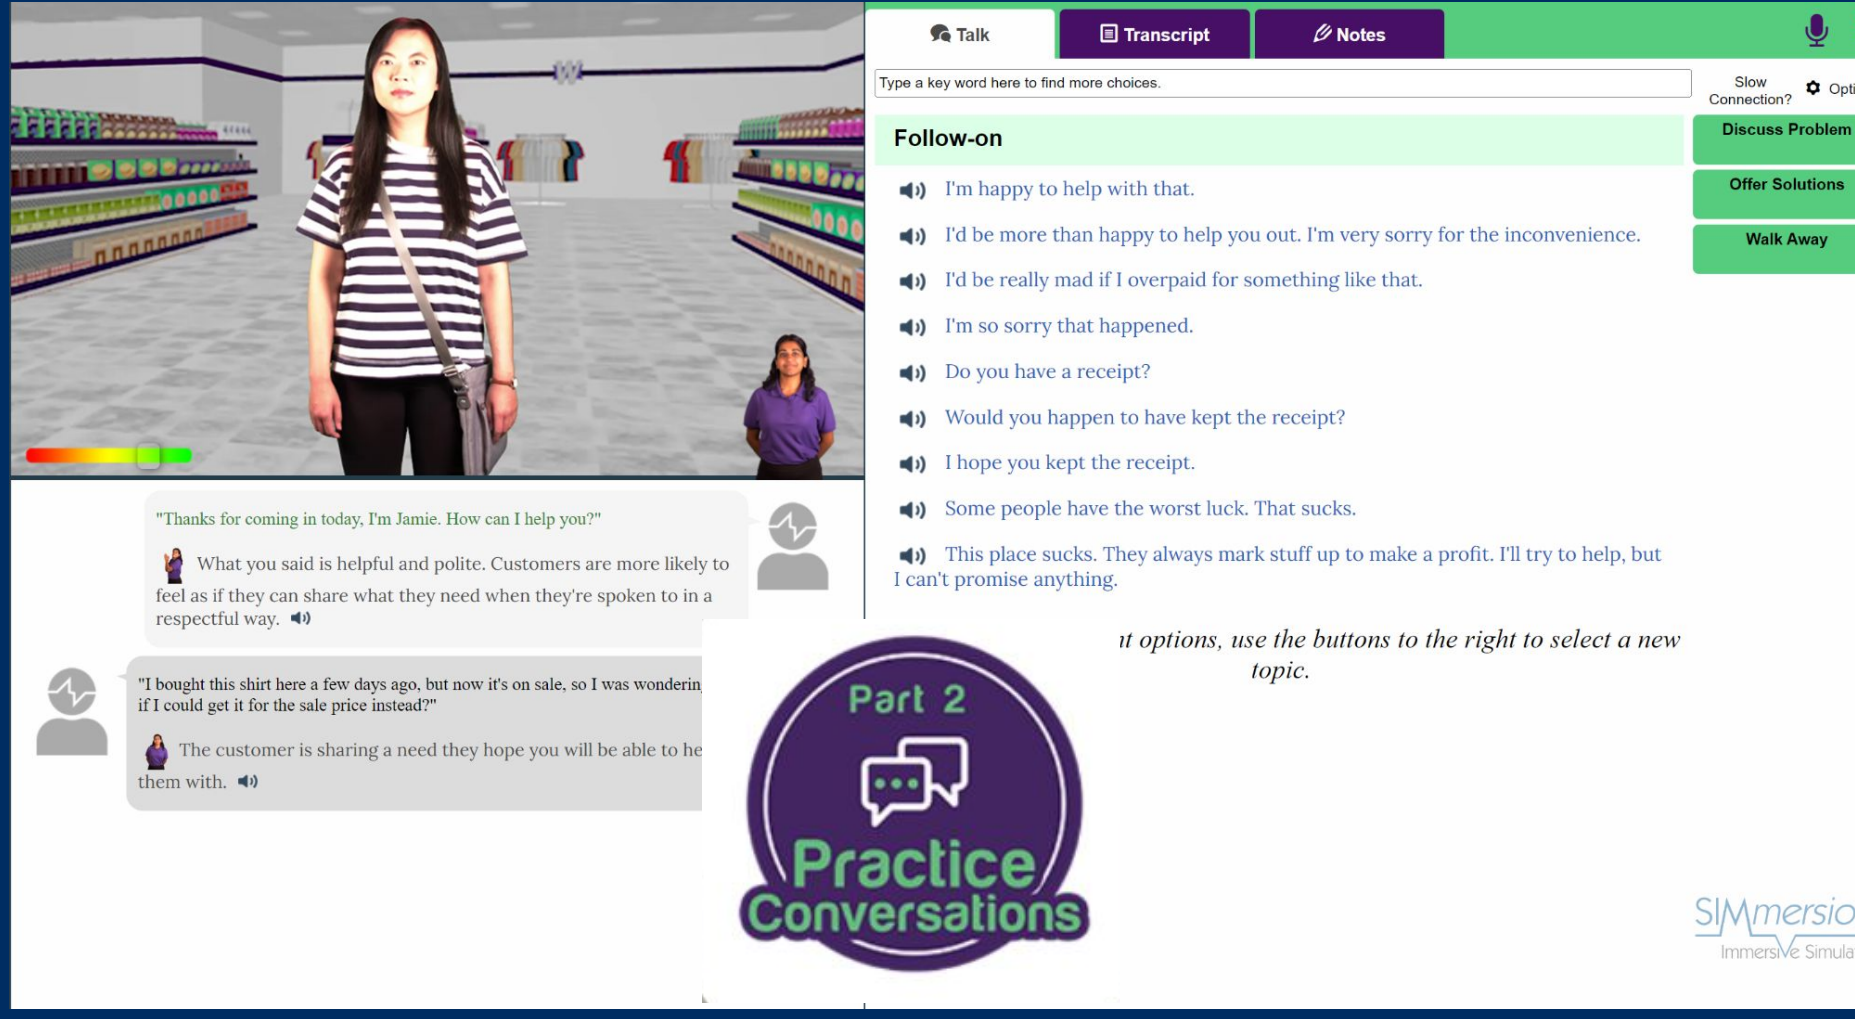 W
"Thanks for coming in today, I'm Jamie. How can I help you?"
What you said is helpful and polite. Customers are more likely to
feel as if they can share what they need when they're spoken to in a
respectful way.
"I bought this shirt here a few days ago, but now it's on sale, so I was wondering
if I could get it for the sale price instead?"
The customer is sharing a need they hope you will be able to he
them with.
Talk
Transcript
Notes
Type a key word here to find more choices.
Slow
Connection?
Opti
Follow-on
I'm happy to help with that.
I'd be more than happy to help you out. I'm very sorry for the inconvenience.
I'd be really mad if I overpaid for something like that.
I'm so sorry that happened.
Do you have a receipt?
Would you happen to have kept the receipt?
I hope you kept the receipt.
Some people have the worst luck. That sucks.
This place sucks. They always mark stuff up to make a profit. I'll try to help, but
I can't promise anything.
nt options, use the buttons to the right to select a new
topic.
Discuss Problem
Offer Solutions
Walk Away
Part 2
Practice
Conversations
SIMmersio
Immersive Simula